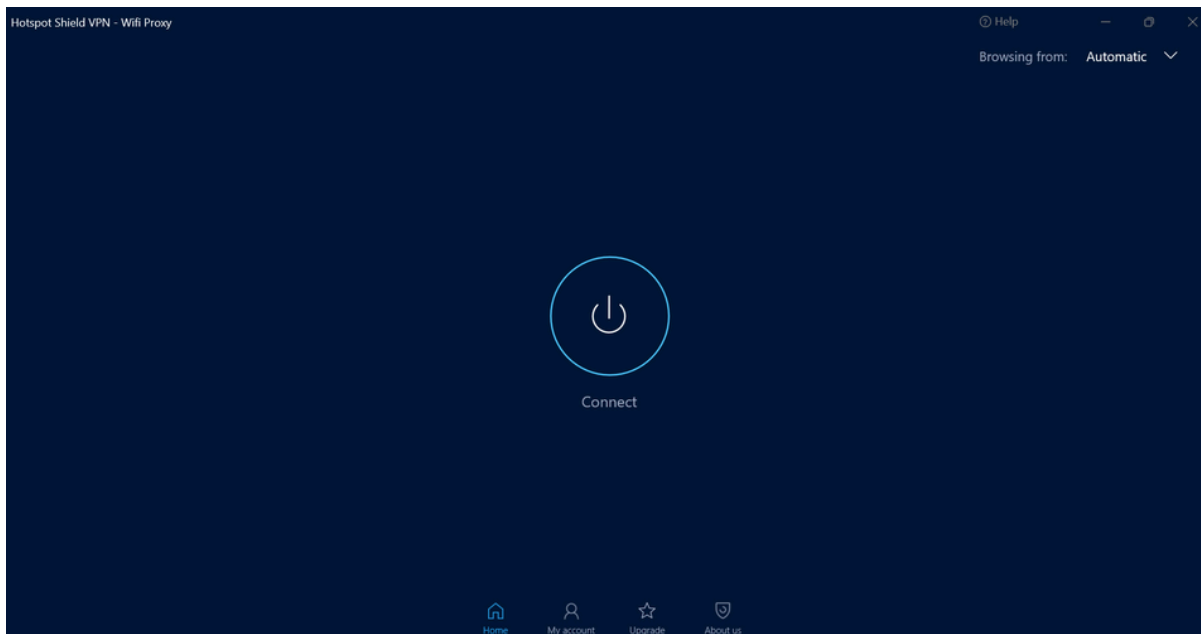 Hotspot Shield VPN - Wifi Proxy
Help
Browsing from: Automatic
Connect
Home My account Upgrade About us